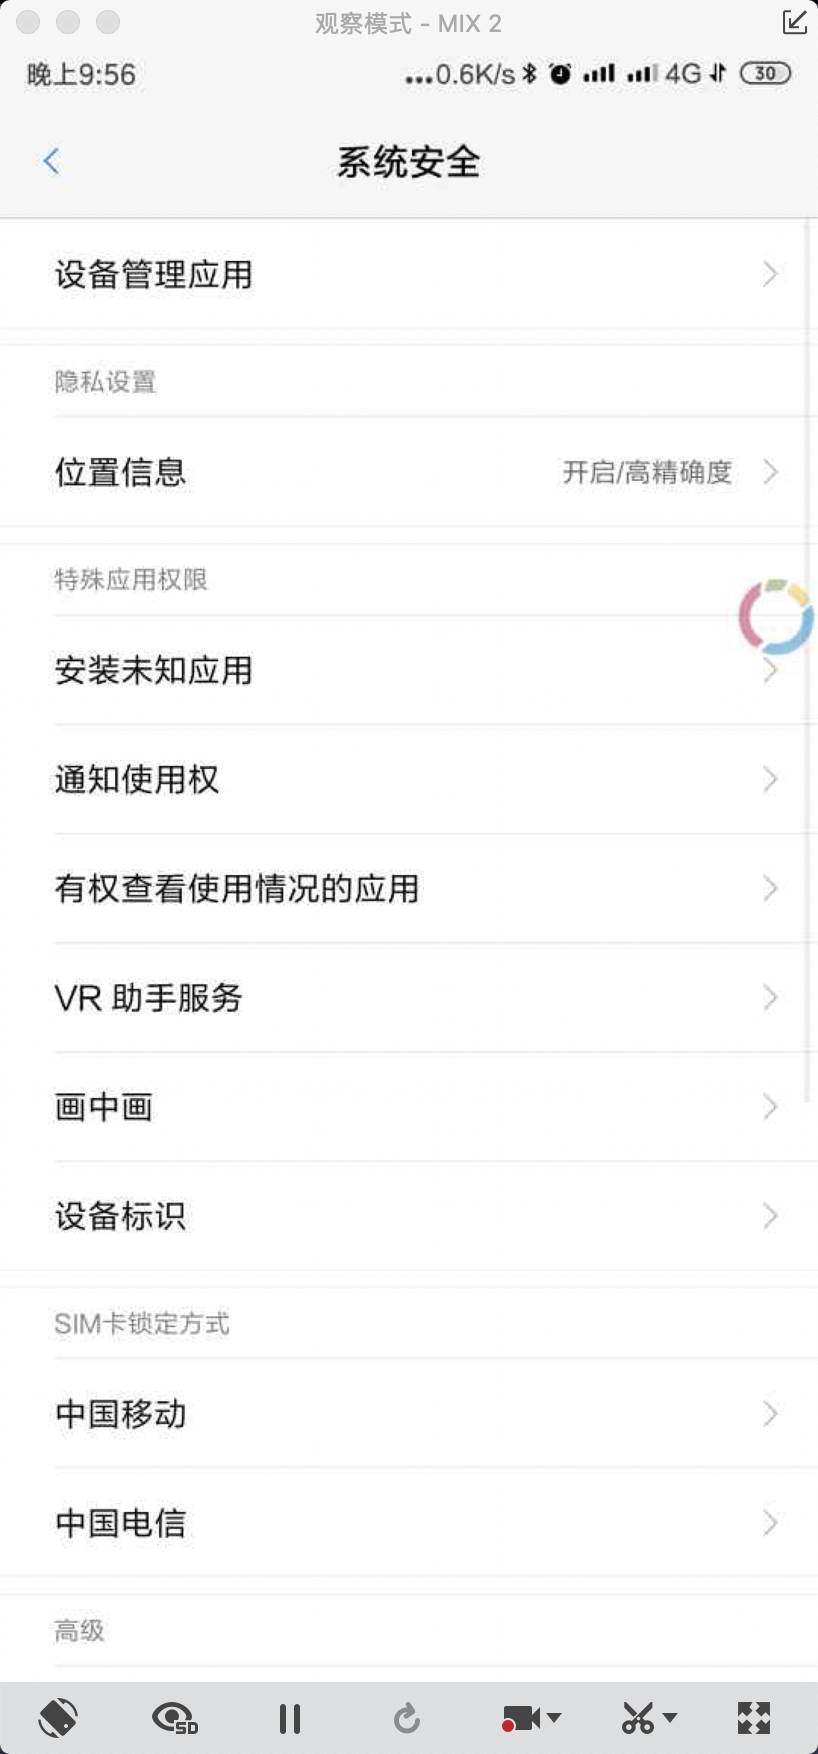 观察模式 - MIX 2
晚上9:56 ...0.6K/s 4G 30
系统安全
设备管理应用
隐私设置
位置信息 开启/高精确度
特殊应用权限
安装未知应用
通知使用权
有权查看使用情况的应用
VR 助手服务
画中画
设备标识
SIM卡锁定方式
中国移动
中国电信
高级
SD